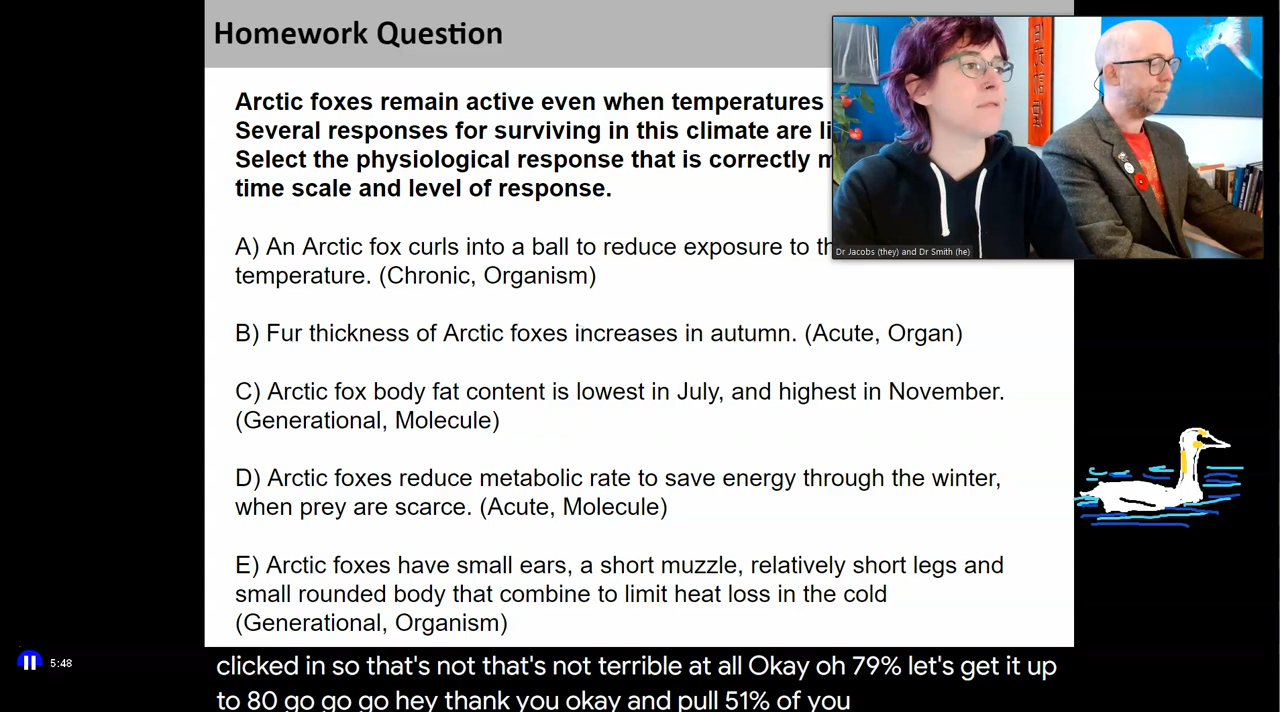 Homework Question
Arctic foxes remain active even when temperatures
Several responses for surviving in this climate are li
Select the physiological response that is correctly m
time scale and level of response.
A) An Arctic fox curls into a ball to reduce exposure to th
temperature. (Chronic, Organism)
B) Fur thickness of Arctic foxes increases in autumn. (Acute, Organ)
C) Arctic fox body fat content is lowest in July, and highest in November.
(Generational, Molecule)
D) Arctic foxes reduce metabolic rate to save energy through the winter,
when prey are scarce. (Acute, Molecule)
E) Arctic foxes have small ears, a short muzzle, relatively short legs and
small rounded body that combine to limit heat loss in the cold
(Generational, Organism)
Dr Jacobs (they) and Dr Smith (he)
5:48
clicked in so that's not that's not terrible at all Okay oh 79% let's get it up
to 80 go go go hey thank you okay and pull 51% of you